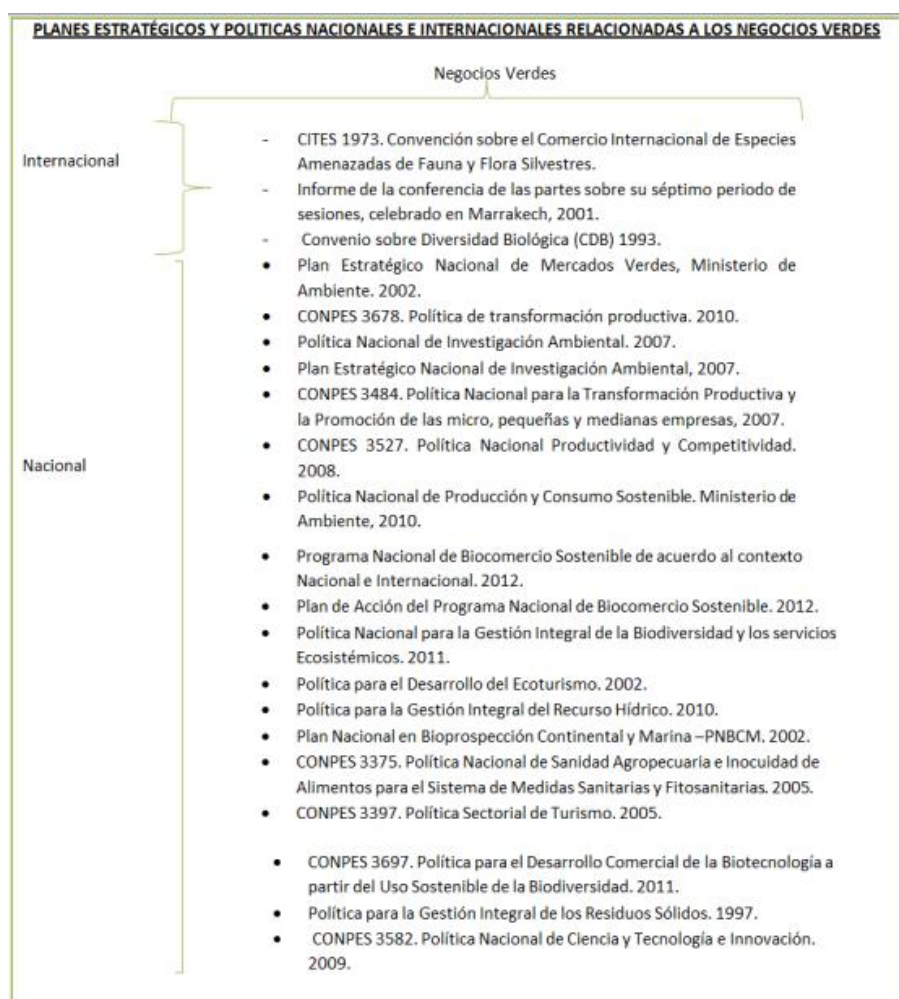 PLANES ESTRATÉGICOS Y POLITICAS NACIONALES E INTERNACIONALES RELACIONADAS A LOS NEGOCIOS VERDES
Negocios Verdes
Internacional
- CITES 1973. Convención sobre el Comercio Internacional de Especies
Amenazadas de Fauna y Flora Silvestres.
- Informe de la conferencia de las partes sobre su séptimo periodo de
sesiones, celebrado en Marrakech, 2001.
- Convenio sobre Diversidad Biológica (CDB) 1993.
Nacional
• Plan Estratégico Nacional de Mercados Verdes, Ministerio de
Ambiente. 2002.
• CONPES 3678. Política de transformación productiva. 2010.
• Política Nacional de Investigación Ambiental. 2007.
• Plan Estratégico Nacional de Investigación Ambiental, 2007.
• CONPES 3484. Política Nacional para la Transformación Productiva y
la Promoción de las micro, pequeñas y medianas empresas, 2007.
• CONPES 3527. Política Nacional Productividad y Competitividad.
2008.
• Política Nacional de Producción y Consumo Sostenible. Ministerio de
Ambiente, 2010.
• Programa Nacional de Biocomercio Sostenible de acuerdo al contexto
Nacional e Internacional. 2012.
• Plan de Acción del Programa Nacional de Biocomercio Sostenible. 2012.
• Política Nacional para la Gestión Integral de la Biodiversidad y los servicios
Ecosistémicos. 2011.
• Política para el Desarrollo del Ecoturismo. 2002.
• Política para la Gestión Integral del Recurso Hídrico. 2010.
• Plan Nacional en Bioprospección Continental y Marina –PNBCM. 2002.
• CONPES 3375. Política Nacional de Sanidad Agropecuaria e Inocuidad de
Alimentos para el Sistema de Medidas Sanitarias y Fitosanitarias. 2005.
• CONPES 3397. Política Sectorial de Turismo. 2005.
• CONPES 3697. Política para el Desarrollo Comercial de la Biotecnología a
partir del Uso Sostenible de la Biodiversidad. 2011.
• Política para la Gestión Integral de los Residuos Sólidos. 1997.
• CONPES 3582. Política Nacional de Ciencia y Tecnología e Innovación.
2009.